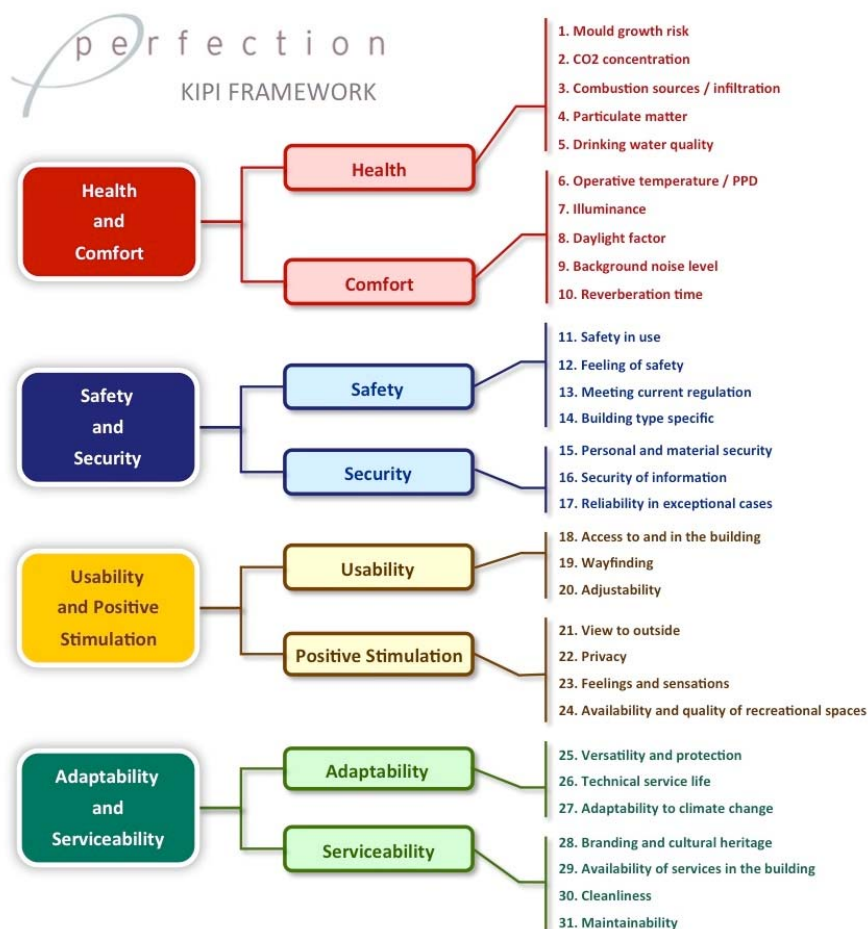 perfection
KIPI FRAMEWORK
Health
and
Comfort
Health
1. Mould growth risk
2. CO2 concentration
3. Combustion sources / infiltration
4. Particulate matter
5. Drinking water quality
Comfort
6. Operative temperature / PPD
7. Illuminance
8. Daylight factor
9. Background noise level
10. Reverberation time
Safety
and
Security
Safety
11. Safety in use
12. Feeling of safety
13. Meeting current regulation
14. Building type specific
Security
15. Personal and material security
16. Security of information
17. Reliability in exceptional cases
Usability
and Positive
Stimulation
Usability
18. Access to and in the building
19. Wayfinding
20. Adjustability
Positive Stimulation
21. View to outside
22. Privacy
23. Feelings and sensations
24. Availability and quality of recreational spaces
Adaptability
and
Serviceability
Adaptability
25. Versatility and protection
26. Technical service life
27. Adaptability to climate change
Serviceability
28. Branding and cultural heritage
29. Availability of services in the building
30. Cleanliness
31. Maintainability